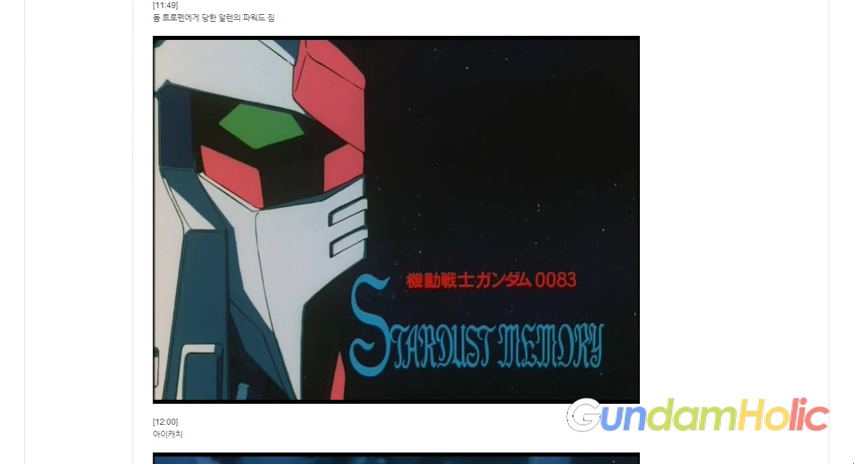 [11:49]
돔 트로펜에게 당한 알렌의 파워드 짐
機動戦士ガンダム 0083
STARDUST MEMORY
GundamHolic
[12:00]
아이캐치